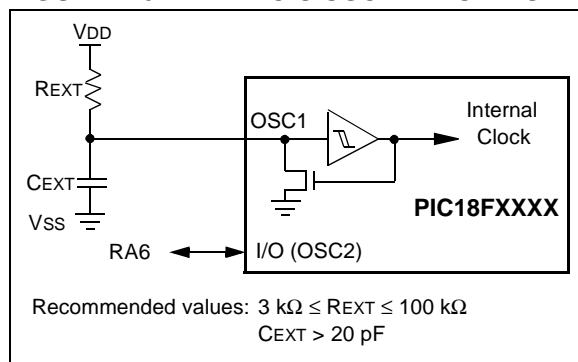 VDD
REXT
OSC1
Internal
Clock
CEXT
PIC18FXXXX
VSS
RA6
I/O (OSC2)
Recommended values: 3 kΩ ≤ REXT ≤ 100 kΩ
CEXT > 20 pF